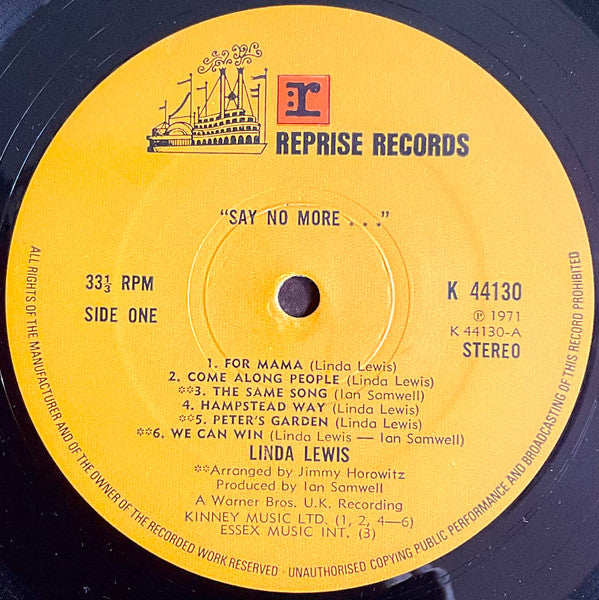 r
REPRISE RECORDS
"SAY NO MORE . . ."
33⅓ RPM
SIDE ONE
K 44130
Ⓟ 1971
K 44130-A
STEREO
1. FOR MAMA (Linda Lewis)
2. COME ALONG PEOPLE (Linda Lewis)
**3. THE SAME SONG (Ian Samwell)
4. HAMPSTEAD WAY (Linda Lewis)
**5. PETER'S GARDEN (Linda Lewis)
**6. WE CAN WIN (Linda Lewis — Ian Samwell)
LINDA LEWIS
**Arranged by Jimmy Horowitz
Produced by Ian Samwell
A Warner Bros. U.K. Recording
KINNEY MUSIC LTD. (1, 2, 4—6)
ESSEX MUSIC INT. (3)
ALL RIGHTS OF THE MANUFACTURER AND OF THE OWNER OF THE RECORDED WORK RESERVED · UNAUTHORISED COPYING PUBLIC PERFORMANCE AND BROADCASTING OF THIS RECORD PROHIBITED